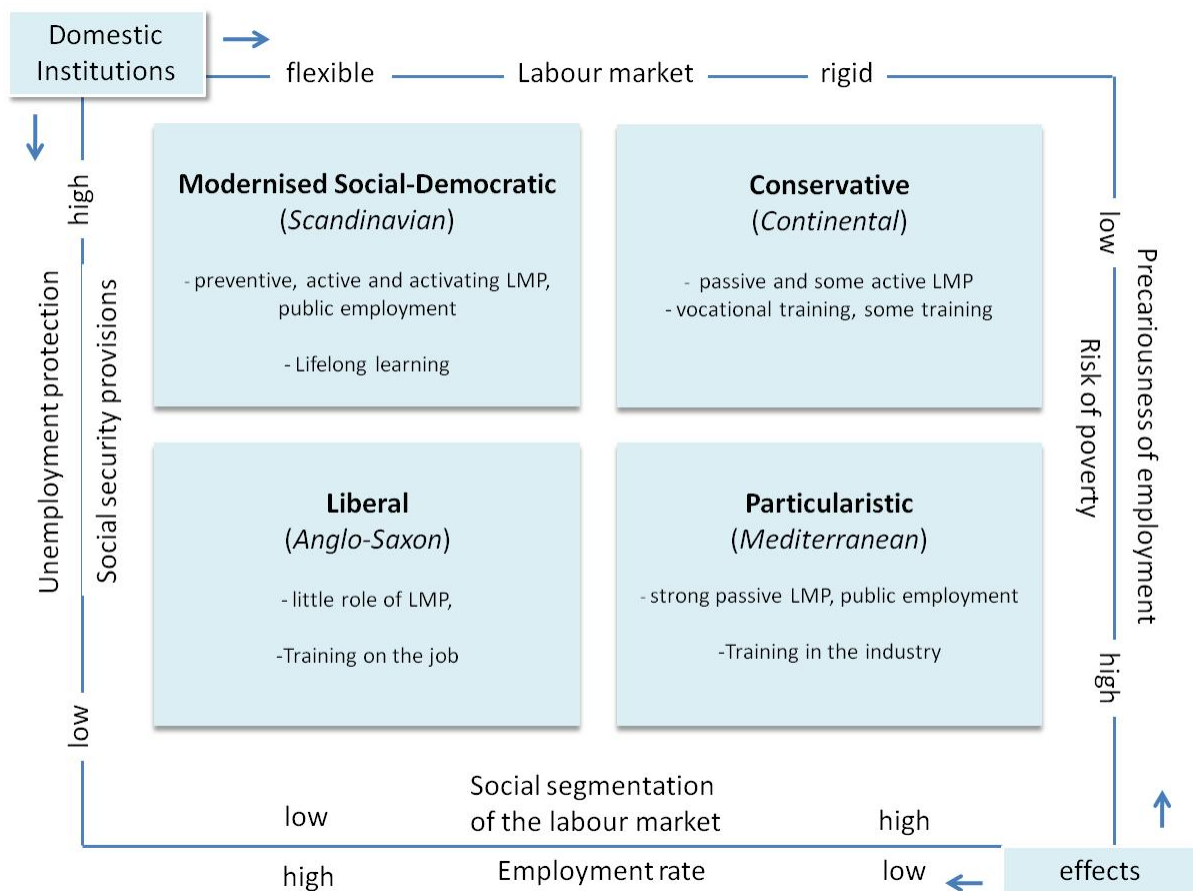 Domestic
Institutions
flexible
Labour market
rigid
high
Unemployment protection
Social security provisions
low
Modernised Social-Democratic
(Scandinavian)
- preventive, active and activating LMP,
public employment
- Lifelong learning
Conservative
(Continental)
- passive and some active LMP
- vocational training, some training
Liberal
(Anglo-Saxon)
-little role of LMP,
-Training on the job
Particularistic
(Mediterranean)
- strong passive LMP, public employment
-Training in the industry
low
Risk of poverty
Precariousness of employment
high
Social segmentation
of the labour market
low
high
high
Employment rate
low
effects